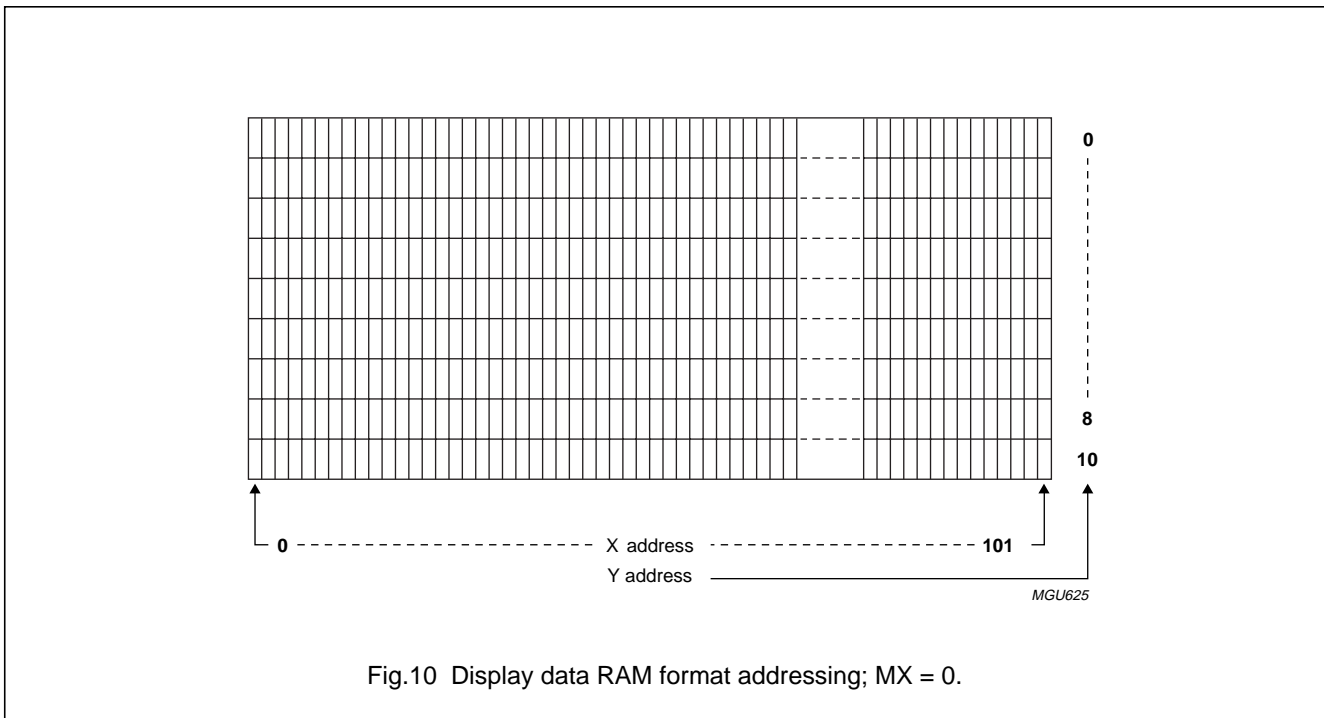 0
8
10
0 X address 101
Y address
MGU625
Fig.10 Display data RAM format addressing; MX = 0.